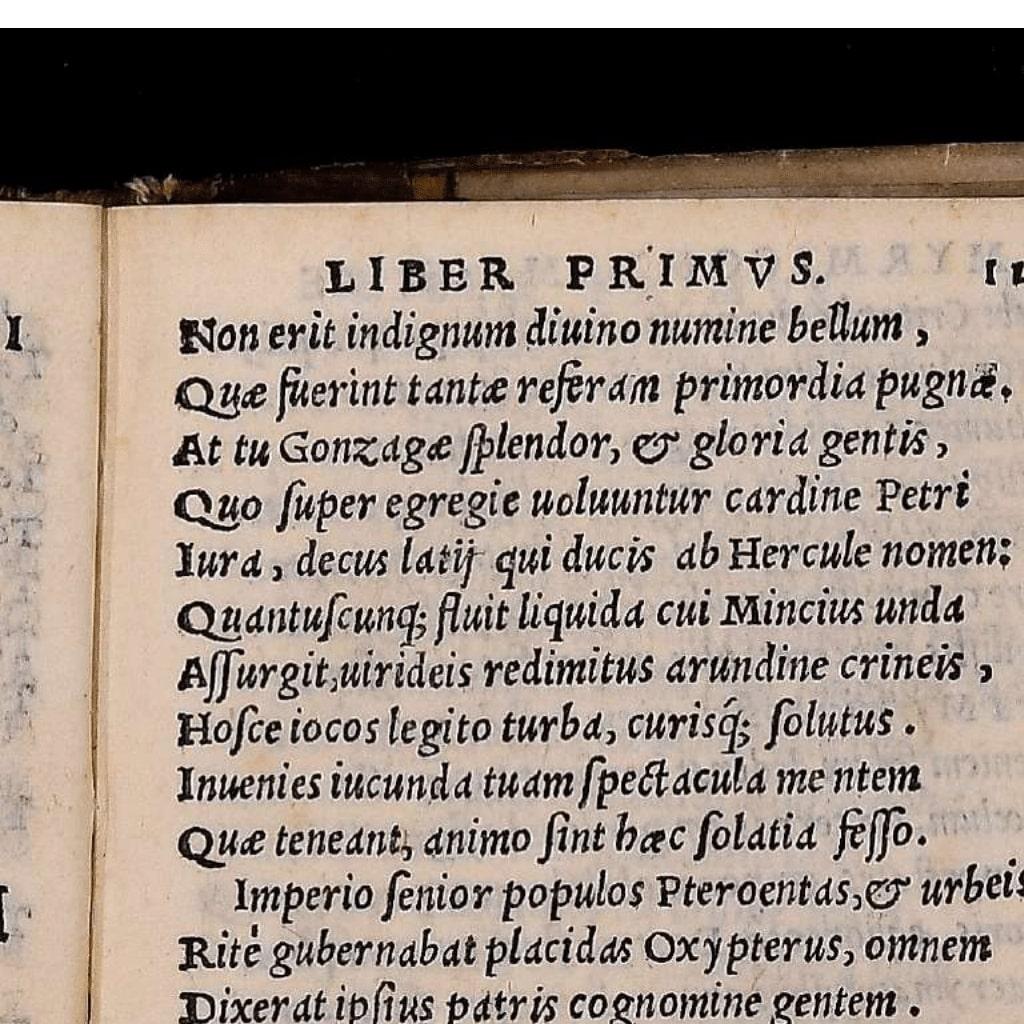 LIBER PRIMVS. 11
Non erit indignum diuino numine bellum,
Quæ fuerint tantæ referam primordia pugnæ.
At tu Gonzagæ ſplendor, & gloria gentis,
Quo ſuper egregie uoluuntur cardine Petri
Iura, decus latij qui ducis ab Hercule nomen:
Quantuſcunq; fluit liquida cui Mincius unda
Aſſurgit, uirideis redimitus arundine crineis,
Hoſce iocos legito turba, curisq́; ſolutus.
Inuenies iucunda tuam ſpectacula mentem
Quæ teneant, animo ſint hæc ſolatia feſſo.
Imperio ſenior populos Pteroentas, & urbeis
Ritè gubernabat placidas Oxypterus, omnem
Dixerat ipſius patris cognomine gentem.